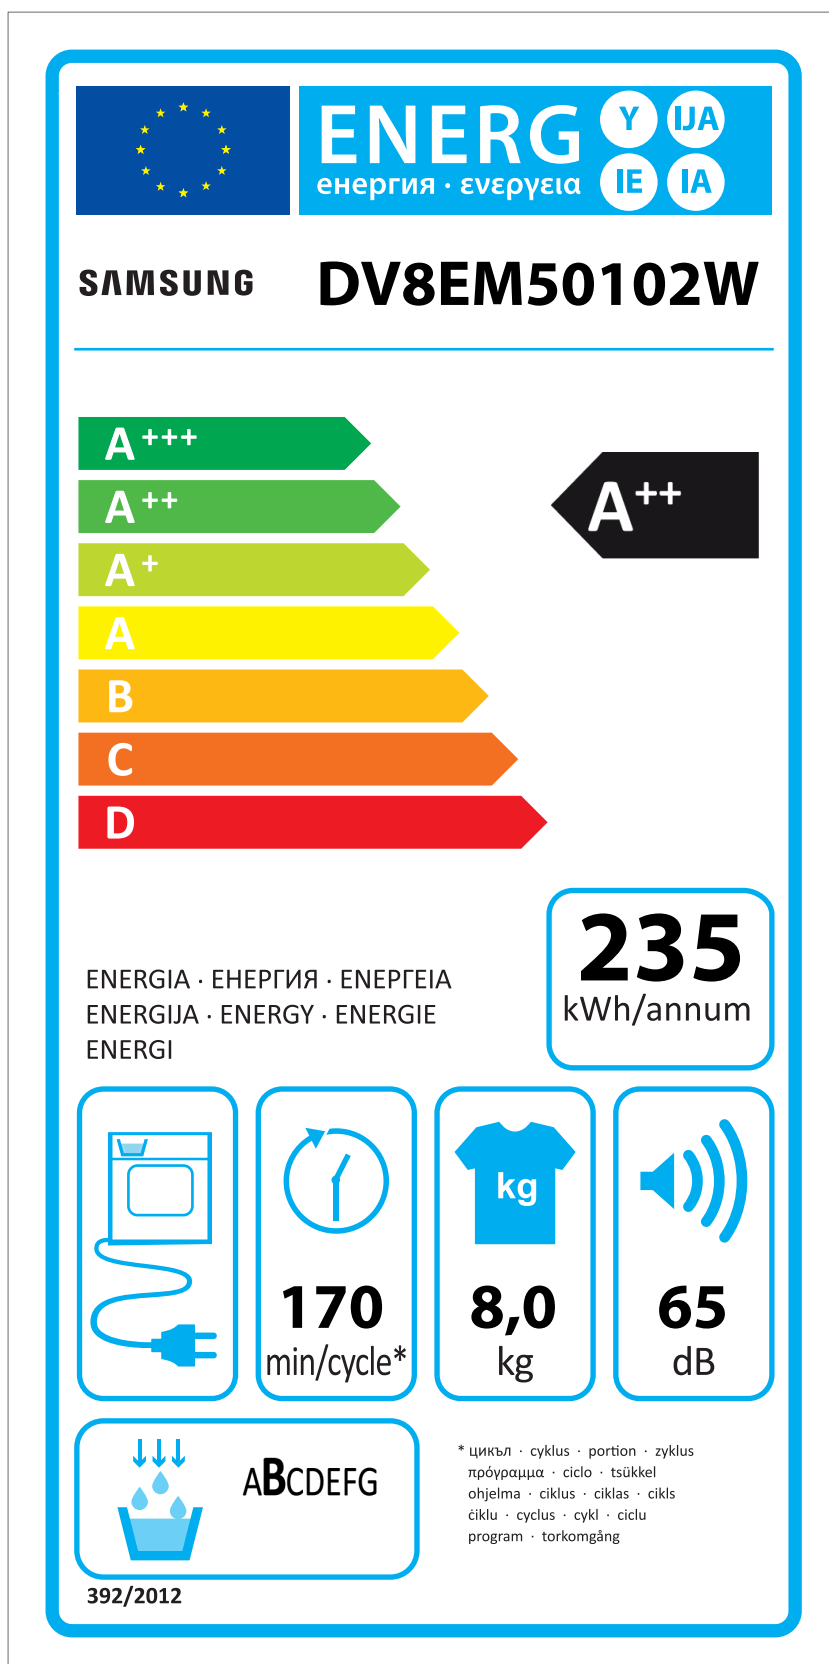 ENERG Y IJA
енергия · ενεργεια IE IA
SAMSUNG DV8EM50102W
A+++
A++
A++
A+
A
B
C
D
235
kWh/annum
ENERGIA · ЕНЕРГИЯ · ΕΝΕΡΓΕΙΑ
ENERGIJA · ENERGY · ENERGIE
ENERGI
kg
170
min/cycle*
8,0
kg
65
dB
ABCDEFG
* цикъл · cyklus · portion · zyklus
πρόγραμμα · ciclo · tsükkel
ohjelma · ciklus · ciklas · cikls
ċiklu · cyclus · cykl · ciclu
program · torkomgång
392/2012